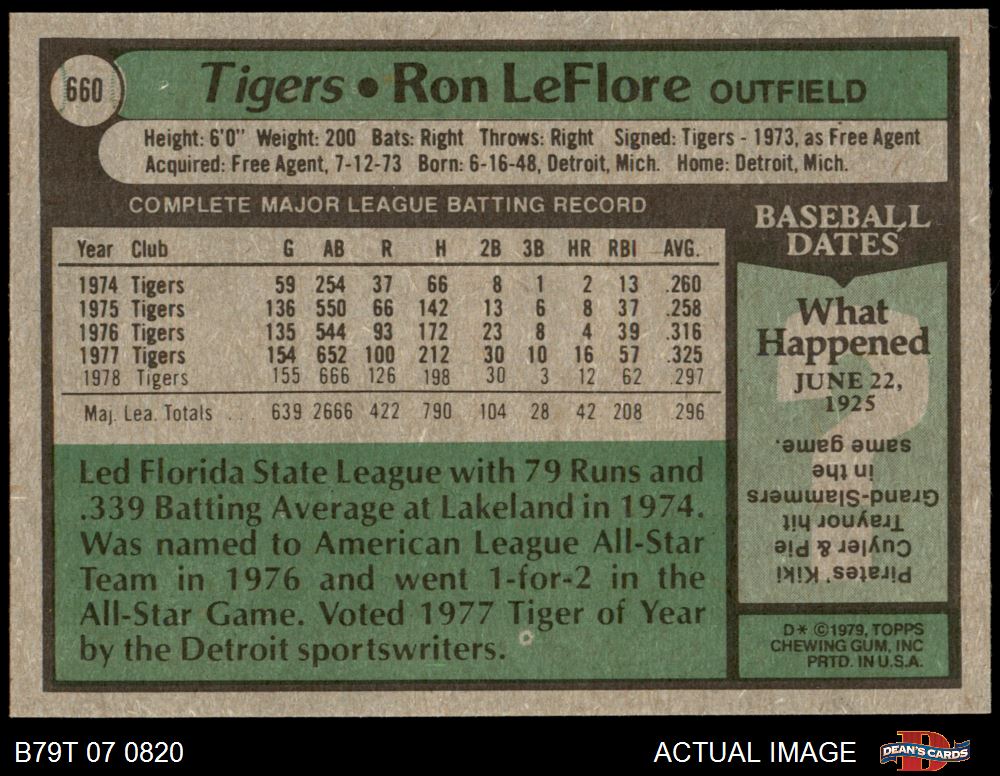 660
Tigers • Ron LeFlore OUTFIELD
Height: 6'0" Weight: 200 Bats: Right Throws: Right Signed: Tigers - 1973, as Free Agent
Acquired: Free Agent, 7-12-73 Born: 6-16-48, Detroit, Mich. Home: Detroit, Mich.
COMPLETE MAJOR LEAGUE BATTING RECORD
Year Club G AB R H 2B 3B HR RBI AVG.
1974 Tigers 59 254 37 66 8 1 2 13 .260
1975 Tigers 136 550 66 142 13 6 8 37 .258
1976 Tigers 135 544 93 172 23 8 4 39 .316
1977 Tigers 154 652 100 212 30 10 16 57 .325
1978 Tigers 155 666 126 198 30 3 12 62 .297
Maj. Lea. Totals ... 639 2666 422 790 104 28 42 208 .296
Led Florida State League with 79 Runs and
.339 Batting Average at Lakeland in 1974.
Was named to American League All-Star
Team in 1976 and went 1-for-2 in the
All-Star Game. Voted 1977 Tiger of Year
by the Detroit sportswriters.
BASEBALL
DATES
What
Happened
JUNE 22,
1925
Pirates' Kiki
Cuyler & Pie
Traynor hit
Grand-Slammers
in the
same game.
D* ©1979, TOPPS
CHEWING GUM, INC
PRTD. IN U.S.A.
B79T 07 0820
ACTUAL IMAGE
D
DEAN'S CARDS